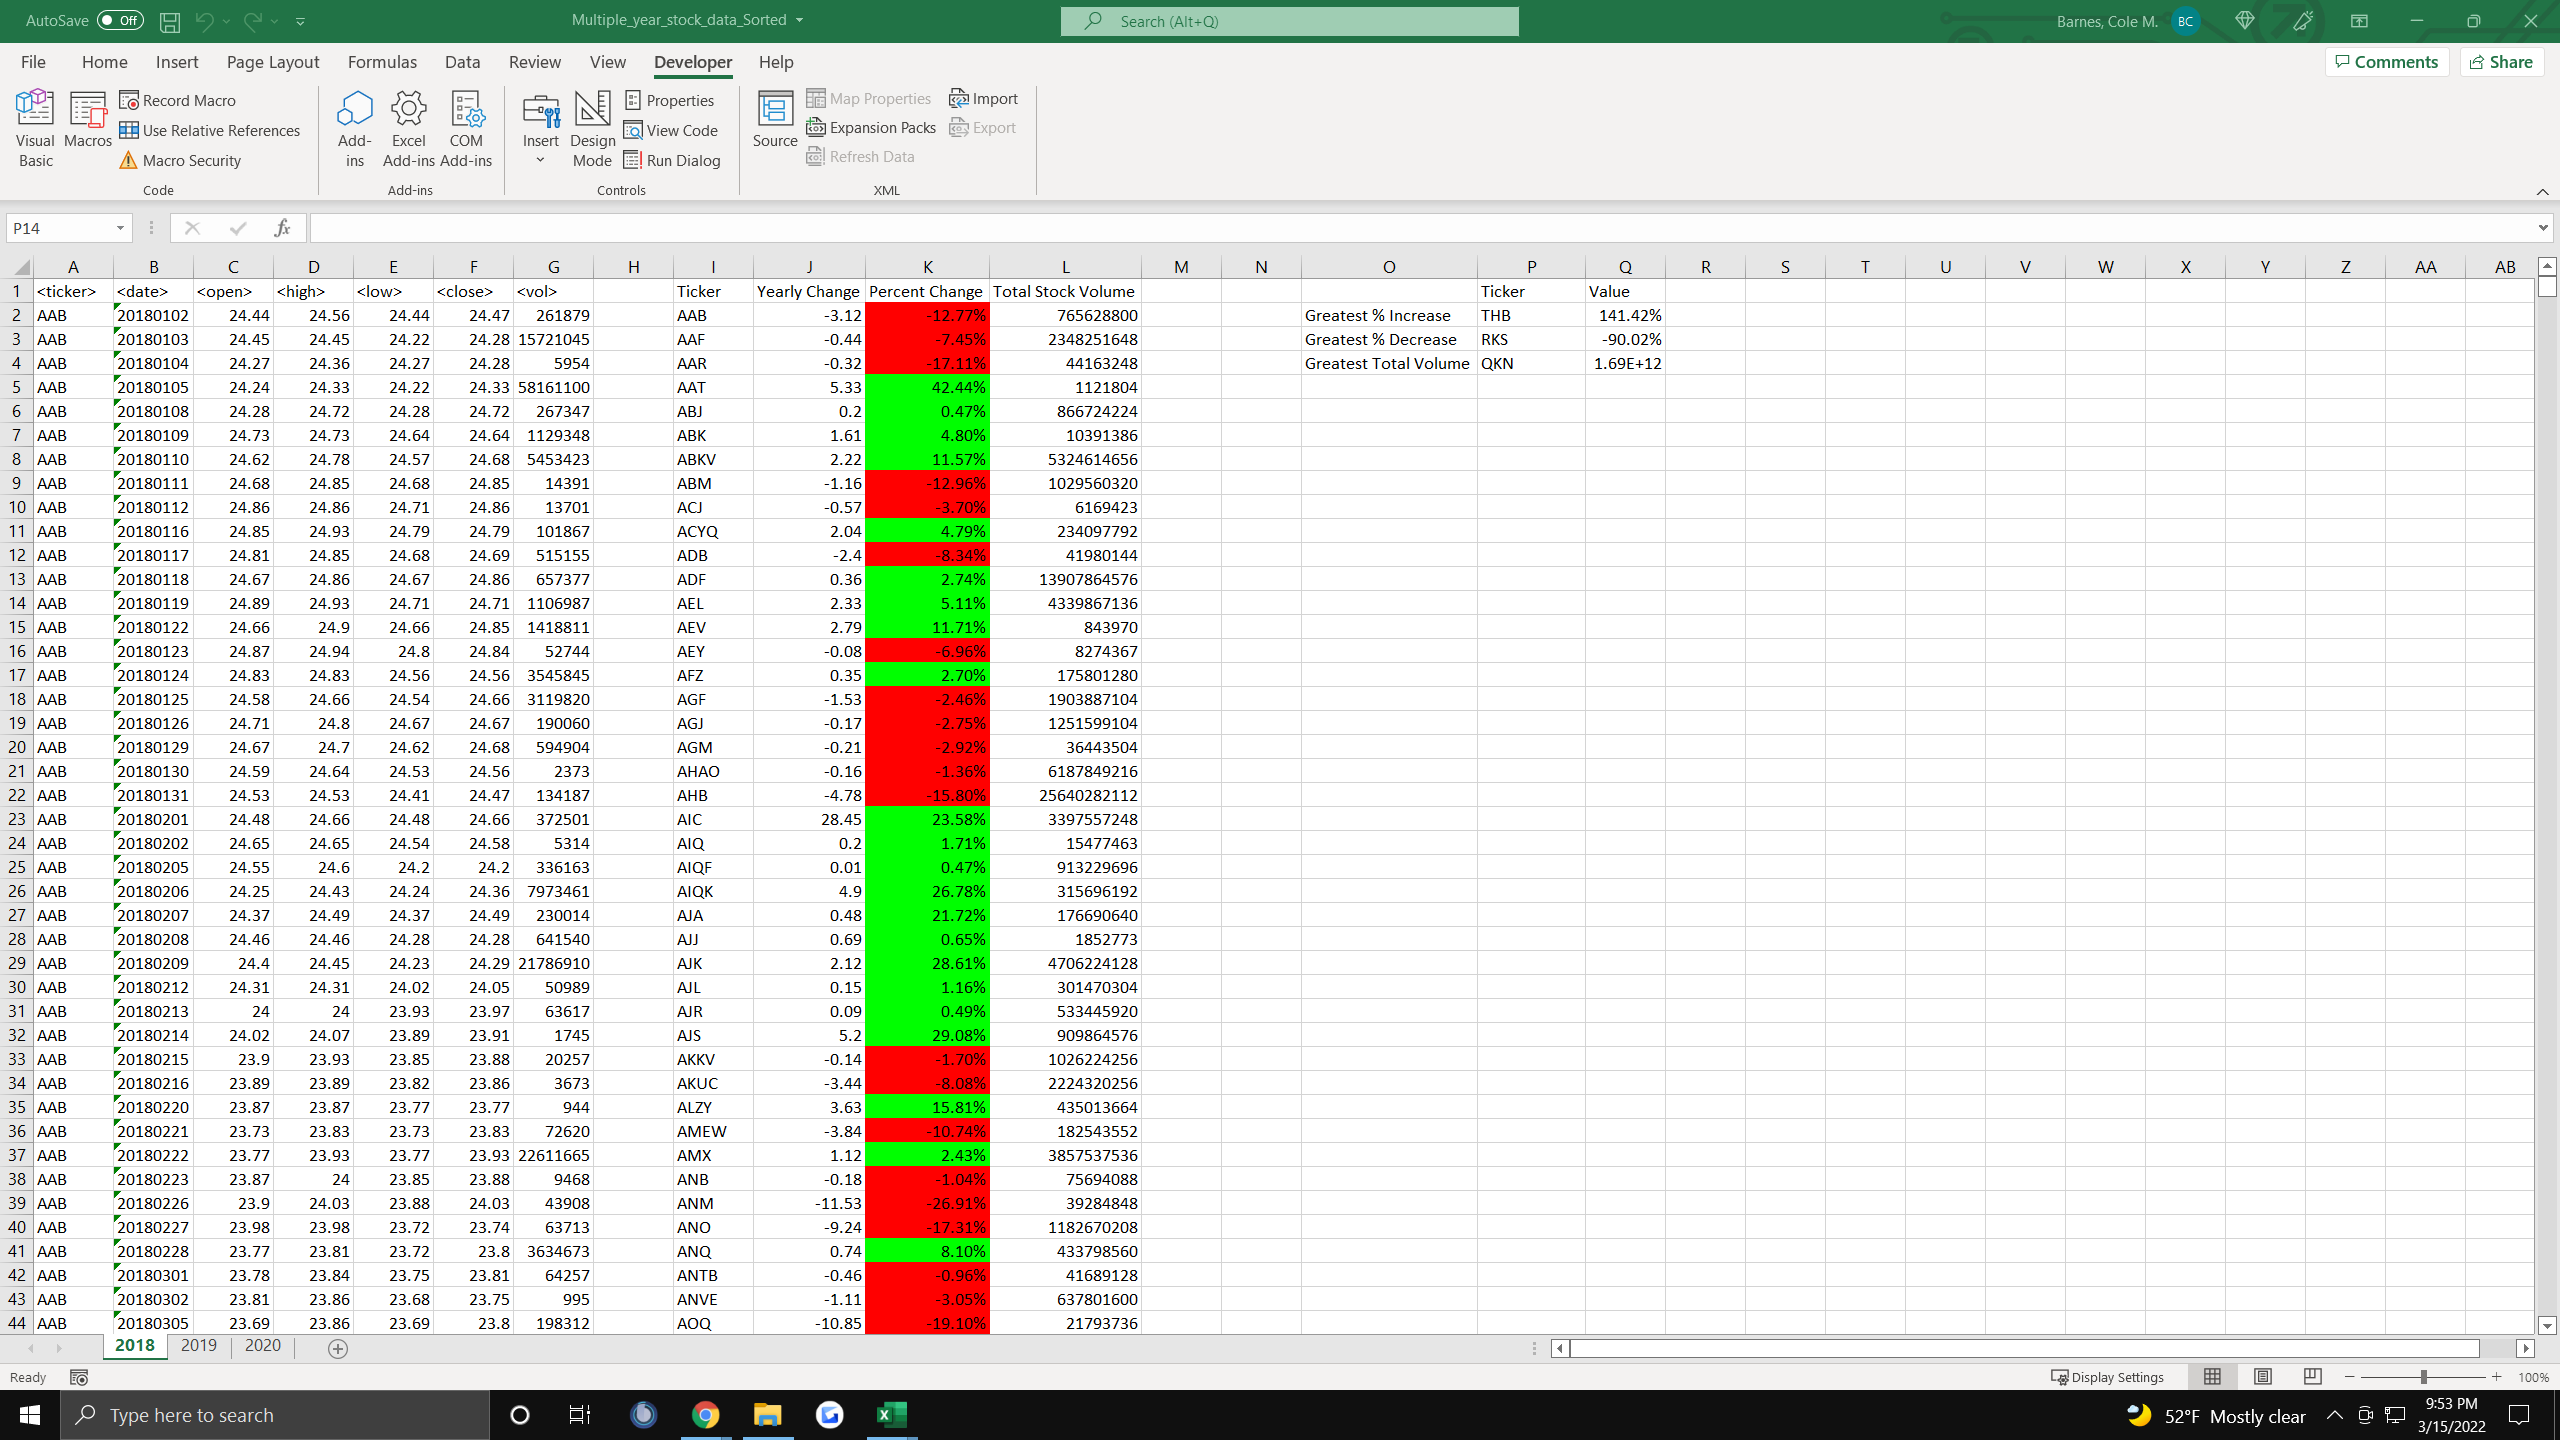 AutoSave Off Multiple_year_stock_data_Sorted Search (Alt+Q) Barnes, Cole M. BC
File Home Insert Page Layout Formulas Data Review View Developer Help Comments Share
Visual Basic Macros Record Macro Use Relative References Macro Security Code
Add-ins Excel Add-ins COM Add-ins Add-ins
Insert Design Mode Properties View Code Run Dialog Controls
Source Map Properties Expansion Packs Refresh Data Import Export XML
P14 fx
A B C D E F G H I J K L M N O P Q R S T U V W X Y Z AA AB
1 <ticker> <date> <open> <high> <low> <close> <vol> Ticker Yearly Change Percent Change Total Stock Volume Ticker Value
2 AAB 20180102 24.44 24.56 24.44 24.47 261879 AAB -3.12 -12.77% 765628800 Greatest % Increase THB 141.42%
3 AAB 20180103 24.45 24.45 24.22 24.28 15721045 AAF -0.44 -7.45% 2348251648 Greatest % Decrease RKS -90.02%
4 AAB 20180104 24.27 24.36 24.27 24.28 5954 AAR -0.32 -17.11% 44163248 Greatest Total Volume QKN 1.69E+12
5 AAB 20180105 24.24 24.33 24.22 24.33 58161100 AAT 5.33 42.44% 1121804
6 AAB 20180108 24.28 24.72 24.28 24.72 267347 ABJ 0.2 0.47% 866724224
7 AAB 20180109 24.73 24.73 24.64 24.64 1129348 ABK 1.61 4.80% 10391386
8 AAB 20180110 24.62 24.78 24.57 24.68 5453423 ABKV 2.22 11.57% 5324614656
9 AAB 20180111 24.68 24.85 24.68 24.85 14391 ABM -1.16 -12.96% 1029560320
10 AAB 20180112 24.86 24.86 24.71 24.86 13701 ACJ -0.57 -3.70% 6169423
11 AAB 20180116 24.85 24.93 24.79 24.79 101867 ACYQ 2.04 4.79% 234097792
12 AAB 20180117 24.81 24.85 24.68 24.69 515155 ADB -2.4 -8.34% 41980144
13 AAB 20180118 24.67 24.86 24.67 24.86 657377 ADF 0.36 2.74% 13907864576
14 AAB 20180119 24.89 24.93 24.71 24.71 1106987 AEL 2.33 5.11% 4339867136
15 AAB 20180122 24.66 24.9 24.66 24.85 1418811 AEV 2.79 11.71% 843970
16 AAB 20180123 24.87 24.94 24.8 24.84 52744 AEY -0.08 -6.96% 8274367
17 AAB 20180124 24.83 24.83 24.56 24.56 3545845 AFZ 0.35 2.70% 175801280
18 AAB 20180125 24.58 24.66 24.54 24.66 3119820 AGF -1.53 -2.46% 1903887104
19 AAB 20180126 24.71 24.8 24.67 24.67 190060 AGJ -0.17 -2.75% 1251599104
20 AAB 20180129 24.67 24.7 24.62 24.68 594904 AGM -0.21 -2.92% 36443504
21 AAB 20180130 24.59 24.64 24.53 24.56 2373 AHAO -0.16 -1.36% 6187849216
22 AAB 20180131 24.53 24.53 24.41 24.47 134187 AHB -4.78 -15.80% 25640282112
23 AAB 20180201 24.48 24.66 24.48 24.66 372501 AIC 28.45 23.58% 3397557248
24 AAB 20180202 24.65 24.65 24.54 24.58 5314 AIQ 0.2 1.71% 15477463
25 AAB 20180205 24.55 24.6 24.2 24.2 336163 AIQF 0.01 0.47% 913229696
26 AAB 20180206 24.25 24.43 24.24 24.36 7973461 AIQK 4.9 26.78% 315696192
27 AAB 20180207 24.37 24.49 24.37 24.49 230014 AJA 0.48 21.72% 176690640
28 AAB 20180208 24.46 24.46 24.28 24.28 641540 AJJ 0.69 0.65% 1852773
29 AAB 20180209 24.4 24.45 24.23 24.29 21786910 AJK 2.12 28.61% 4706224128
30 AAB 20180212 24.31 24.31 24.02 24.05 50989 AJL 0.15 1.16% 301470304
31 AAB 20180213 24 24 23.93 23.97 63617 AJR 0.09 0.49% 533445920
32 AAB 20180214 24.02 24.07 23.89 23.91 1745 AJS 5.2 29.08% 909864576
33 AAB 20180215 23.9 23.93 23.85 23.88 20257 AKKV -0.14 -1.70% 1026224256
34 AAB 20180216 23.89 23.89 23.82 23.86 3673 AKUC -3.44 -8.08% 2224320256
35 AAB 20180220 23.87 23.87 23.77 23.77 944 ALZY 3.63 15.81% 435013664
36 AAB 20180221 23.73 23.83 23.73 23.83 72620 AMEW -3.84 -10.74% 182543552
37 AAB 20180222 23.77 23.93 23.77 23.93 22611665 AMX 1.12 2.43% 3857537536
38 AAB 20180223 23.87 24 23.85 23.88 9468 ANB -0.18 -1.04% 75694088
39 AAB 20180226 23.9 24.03 23.88 24.03 43908 ANM -11.53 -26.91% 39284848
40 AAB 20180227 23.98 23.98 23.72 23.74 63713 ANO -9.24 -17.31% 1182670208
41 AAB 20180228 23.77 23.81 23.72 23.8 3634673 ANQ 0.74 8.10% 433798560
42 AAB 20180301 23.78 23.84 23.75 23.81 64257 ANTB -0.46 -0.96% 41689128
43 AAB 20180302 23.81 23.86 23.68 23.75 995 ANVE -1.11 -3.05% 637801600
44 AAB 20180305 23.69 23.86 23.69 23.8 198312 AOQ -10.85 -19.10% 21793736
2018 2019 2020
Ready Display Settings 100%
Type here to search 52°F Mostly clear 9:53 PM
3/15/2022